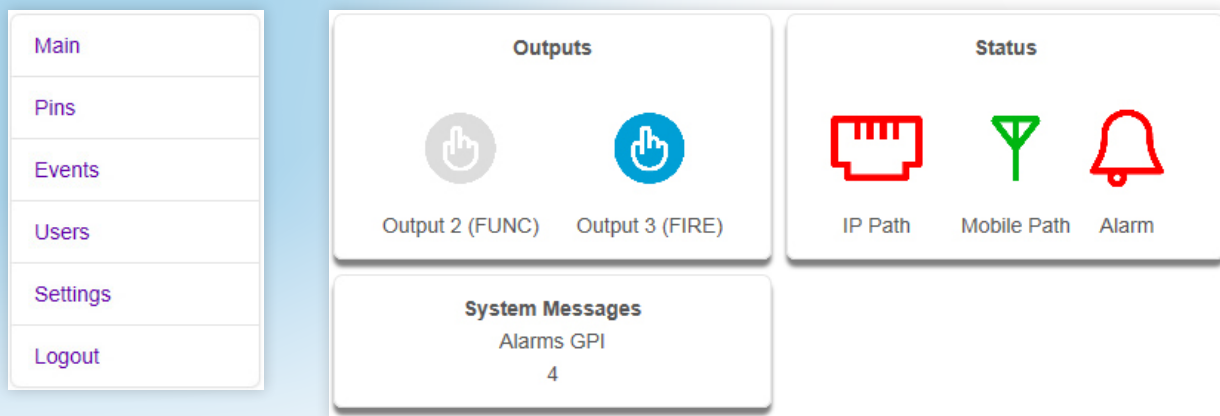 Main
Pins
Events
Users
Settings
Logout
Outputs
Output 2 (FUNC) Output 3 (FIRE)
Status
IP Path Mobile Path Alarm
System Messages
Alarms GPI
4